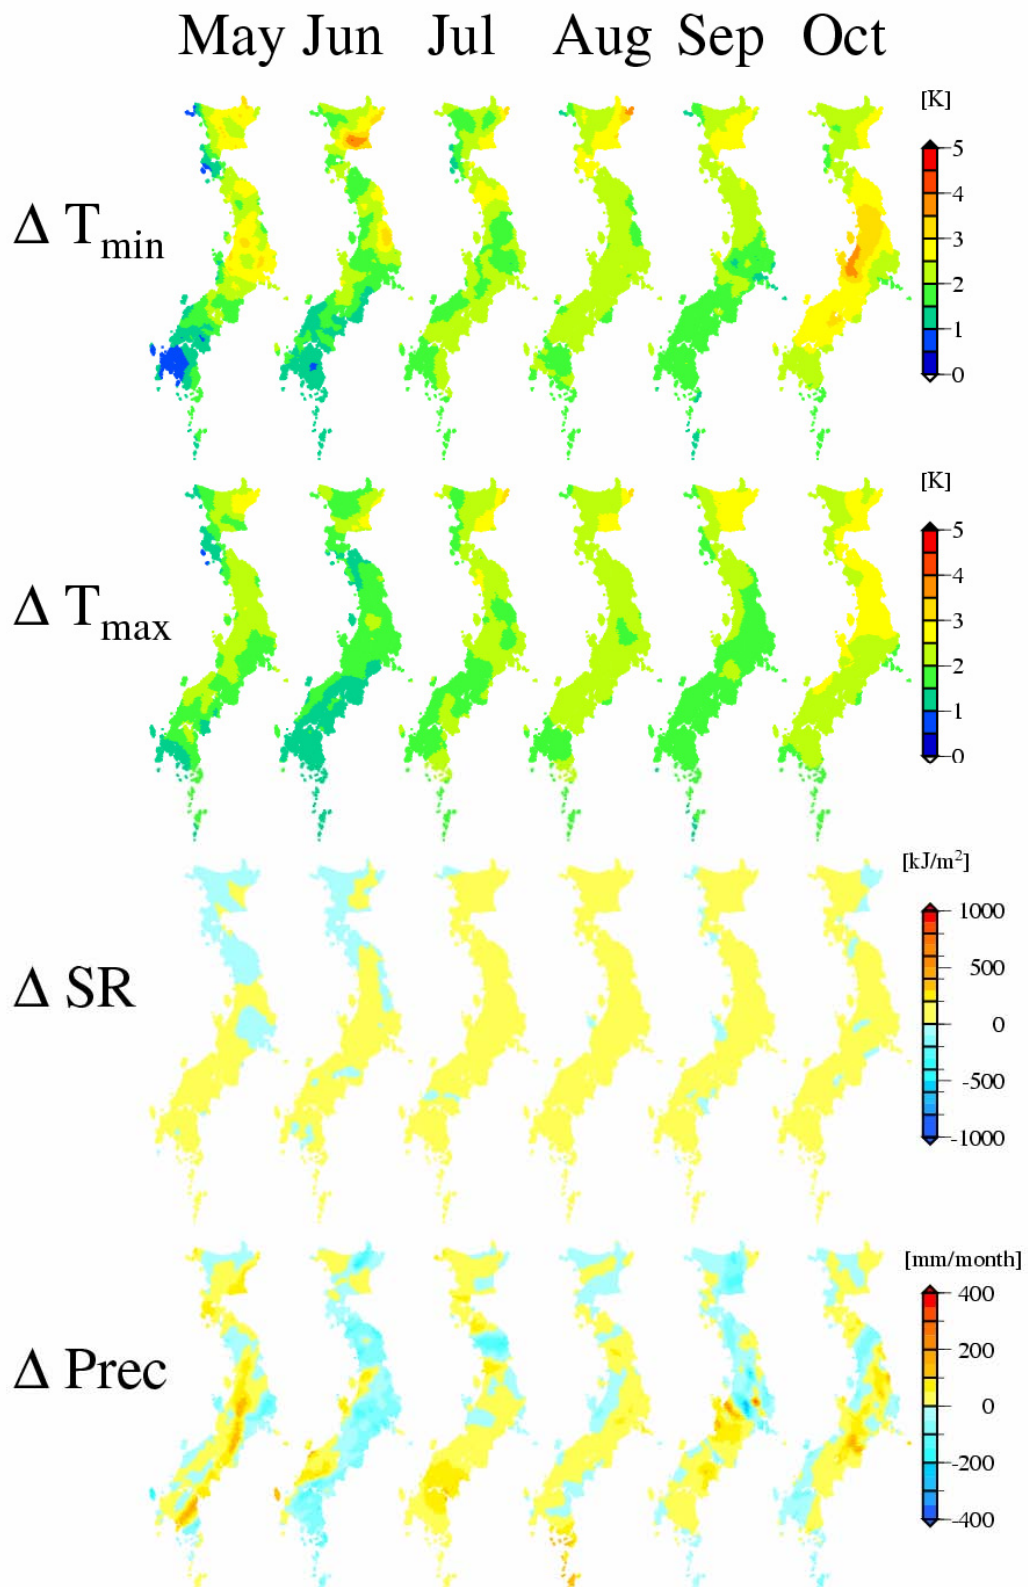 May Jun Jul Aug Sep Oct
[K]
Δ Tmin
5
4
3
2
1
0
[K]
Δ Tmax
5
4
3
2
1
0
[kJ/m²]
Δ SR
1000
500
0
-500
-1000
[mm/month]
Δ Prec
400
200
0
-200
-400